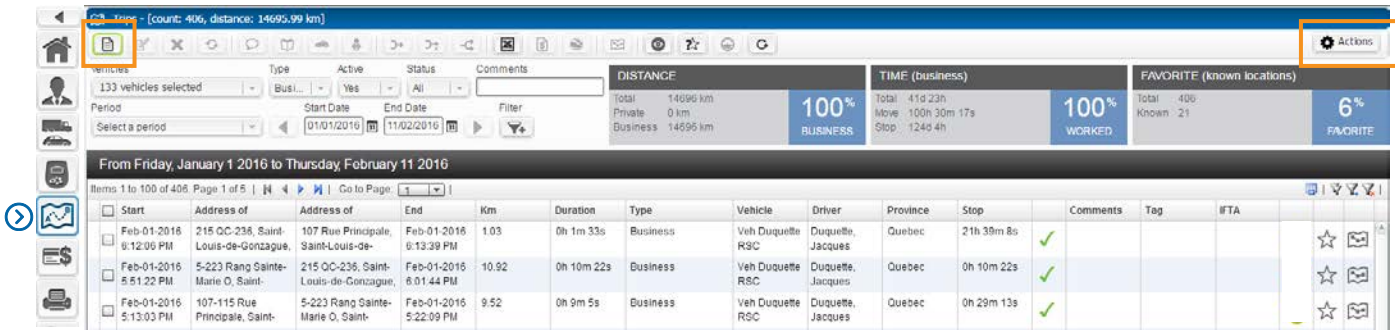 Trips - [count: 406, distance: 14695.99 km]
Actions
Vehicles Type Active Status Comments
133 vehicles selected Busi... Yes All
Period Start Date End Date Filter
Select a period 01/01/2016 11/02/2016
DISTANCE
Total 14696 km
Private 0 km
Business 14696 km
100%
BUSINESS
TIME (business)
Total 41d 23h
Move 100h 30m 17s
Stop 124d 4h
100%
WORKED
FAVORITE (known locations)
Total 406
Known 21
6%
FAVORITE
From Friday, January 1 2016 to Thursday, February 11 2016
Items 1 to 100 of 406. Page 1 of 5 | | Go to Page: 1 |
Start Address of Address of End Km Duration Type Vehicle Driver Province Stop Comments Tag IFTA
Feb-01-2016 215 QC-236, Saint- 107 Rue Principale, Feb-01-2016 1.03 0h 1m 33s Business Veh Duquette Duquette, Quebec 21h 39m 8s
6:12:06 PM Louis-de-Gonzague, Saint-Louis-de- 6:13:39 PM RSC Jacques
Feb-01-2016 5-223 Rang Sainte- 215 QC-236, Saint- Feb-01-2016 10.92 0h 10m 22s Business Veh Duquette Duquette, Quebec 0h 10m 22s
5:51:22 PM Marie O, Saint- Louis-de-Gonzague, 6:01:44 PM RSC Jacques
Feb-01-2016 107-115 Rue 5-223 Rang Sainte- Feb-01-2016 9.52 0h 9m 5s Business Veh Duquette Duquette, Quebec 0h 29m 13s
5:13:03 PM Principale, Saint- Marie O, Saint- 5:22:09 PM RSC Jacques